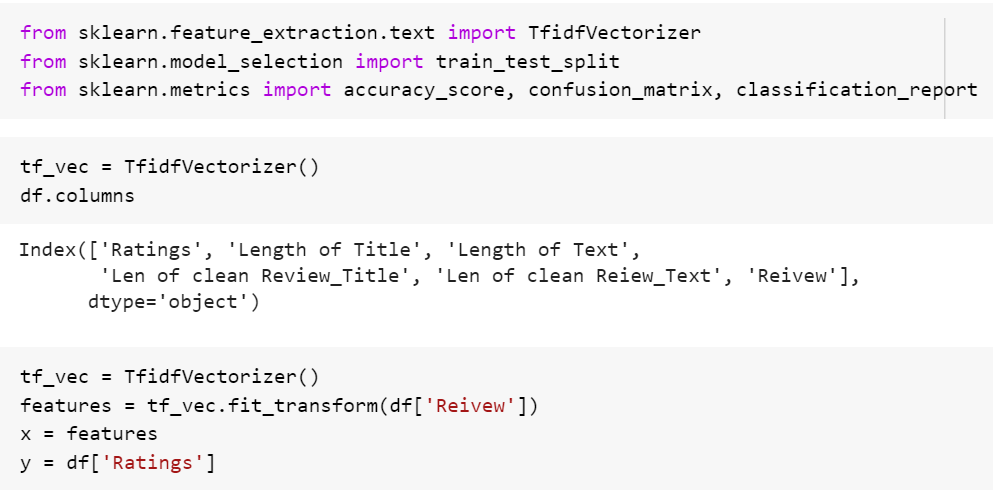 from sklearn.feature_extraction.text import TfidfVectorizer
from sklearn.model_selection import train_test_split
from sklearn.metrics import accuracy_score, confusion_matrix, classification_report
tf_vec = TfidfVectorizer()
df.columns
Index(['Ratings', 'Length of Title', 'Length of Text',
       'Len of clean Review_Title', 'Len of clean Reiew_Text', 'Reivew'],
      dtype='object')
tf_vec = TfidfVectorizer()
features = tf_vec.fit_transform(df['Reivew'])
x = features
y = df['Ratings']